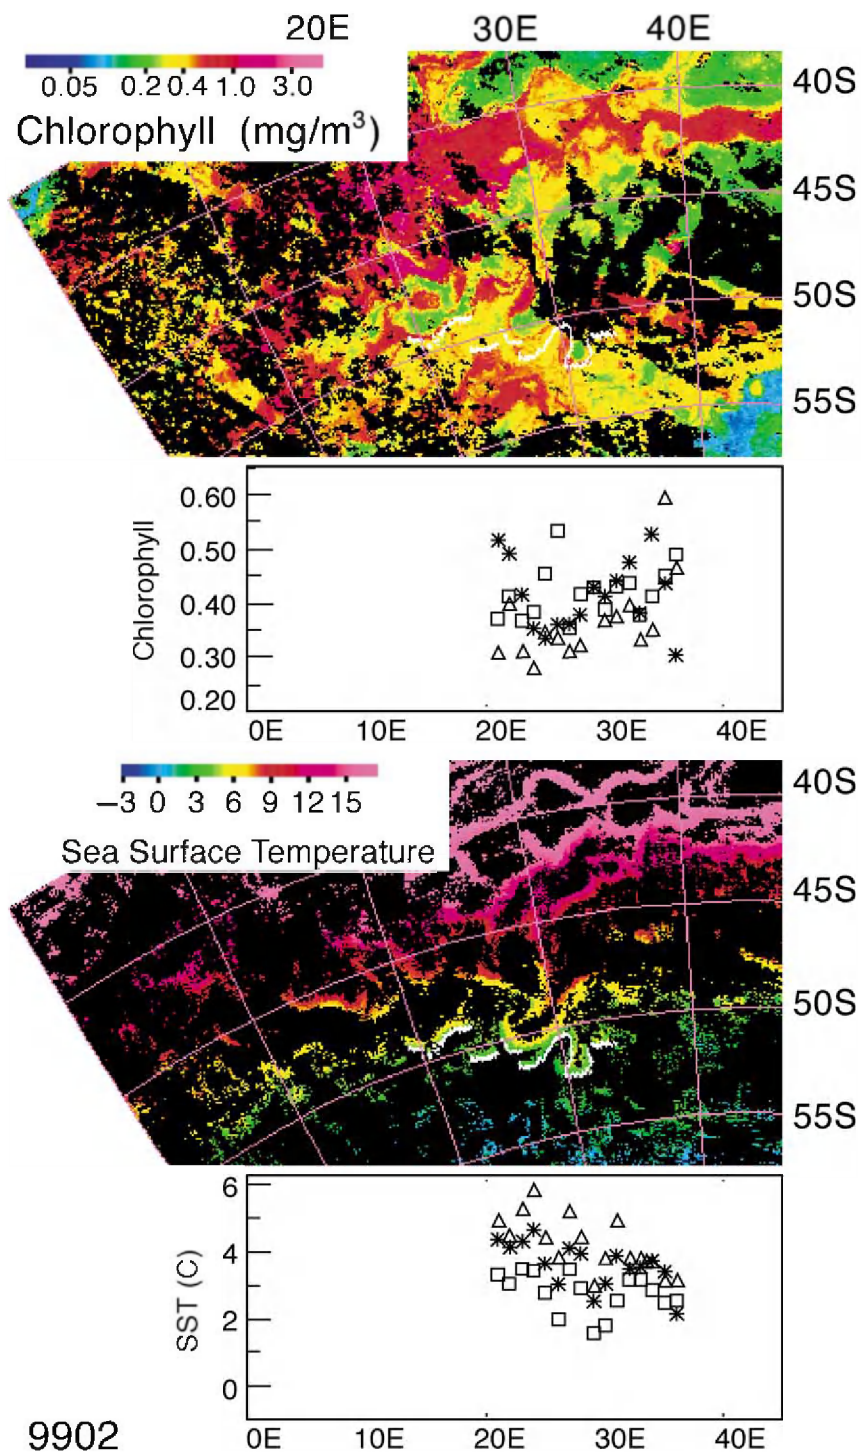 20E 30E 40E
0.05 0.2 0.4 1.0 3.0
Chlorophyll (mg/m³)
40S
45S
50S
55S
Chlorophyll
0.60
0.50
0.40
0.30
0.20
0E 10E 20E 30E 40E
−3 0 3 6 9 12 15
Sea Surface Temperature
40S
45S
50S
55S
SST (C)
6
4
2
0
0E 10E 20E 30E 40E
9902